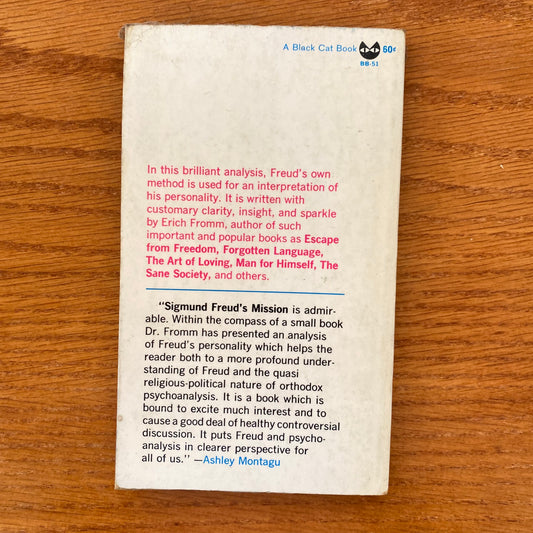 A Black Cat Book 60¢
BB-51
In this brilliant analysis, Freud's own
method is used for an interpretation of
his personality. It is written with
customary clarity, insight, and sparkle
by Erich Fromm, author of such
important and popular books as Escape
from Freedom, Forgotten Language,
The Art of Loving, Man for Himself, The
Sane Society, and others.
"Sigmund Freud's Mission is admir-
able. Within the compass of a small book
Dr. Fromm has presented an analysis
of Freud's personality which helps the
reader both to a more profound under-
standing of Freud and the quasi
religious-political nature of orthodox
psychoanalysis. It is a book which is
bound to excite much interest and to
cause a good deal of healthy controversial
discussion. It puts Freud and psycho-
analysis in clearer perspective for
all of us." —Ashley Montagu